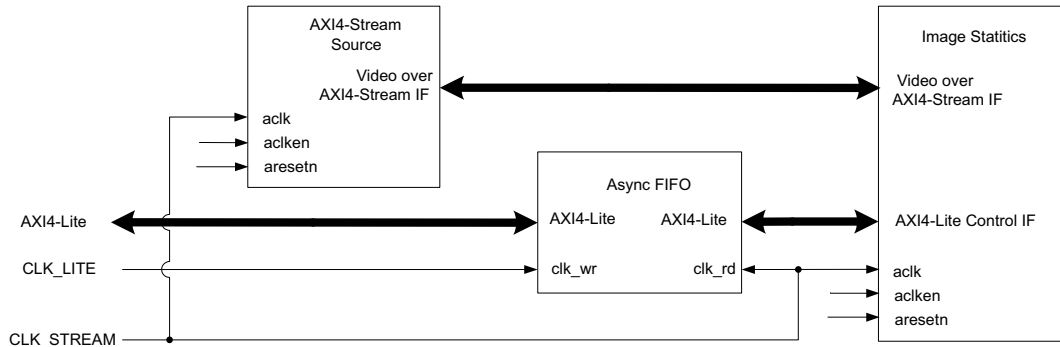 AXI4-Stream
Source
Video over
AXI4-Stream IF
aclk
aclken
aresetn
Image Statitics
Video over
AXI4-Stream IF
Async FIFO
AXI4-Lite
AXI4-Lite
AXI4-Lite
AXI4-Lite Control IF
CLK_LITE
clk_wr
clk_rd
aclk
aclken
aresetn
CLK_STREAM